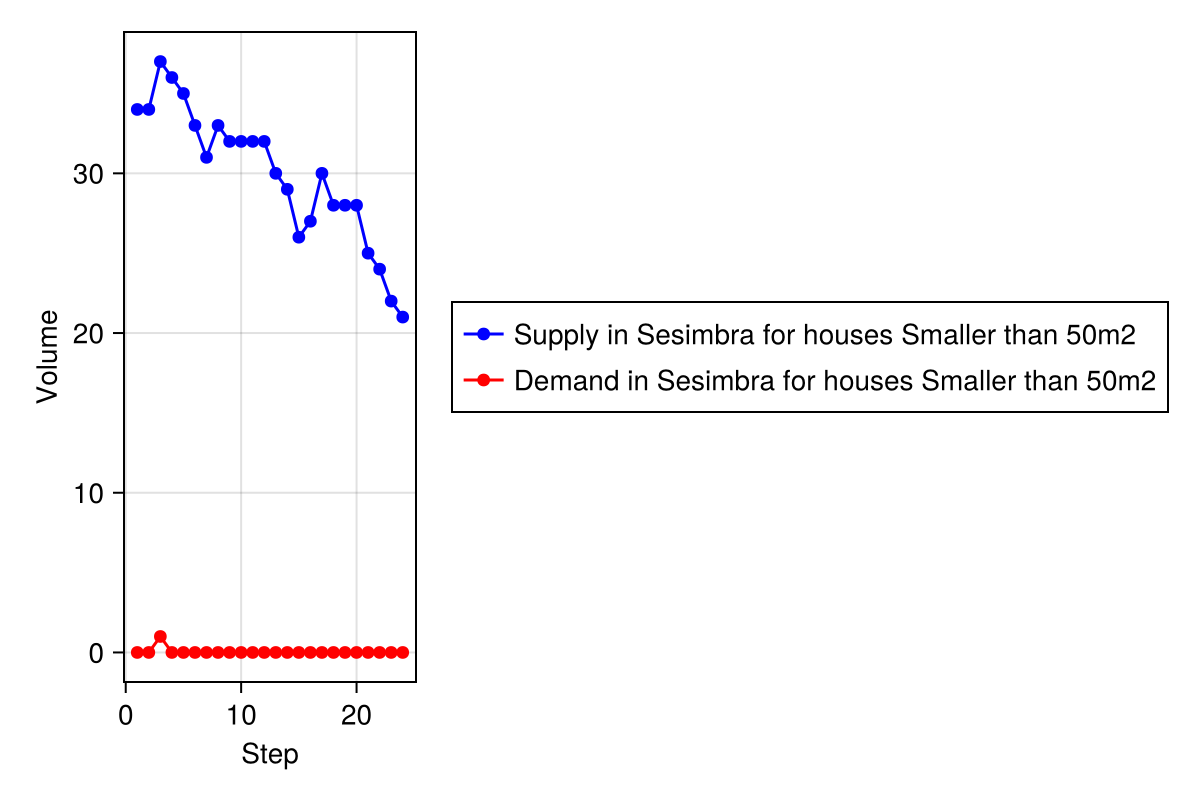 Volume
30
20
10
0
0 10 20
Step
Supply in Sesimbra for houses Smaller than 50m2
Demand in Sesimbra for houses Smaller than 50m2